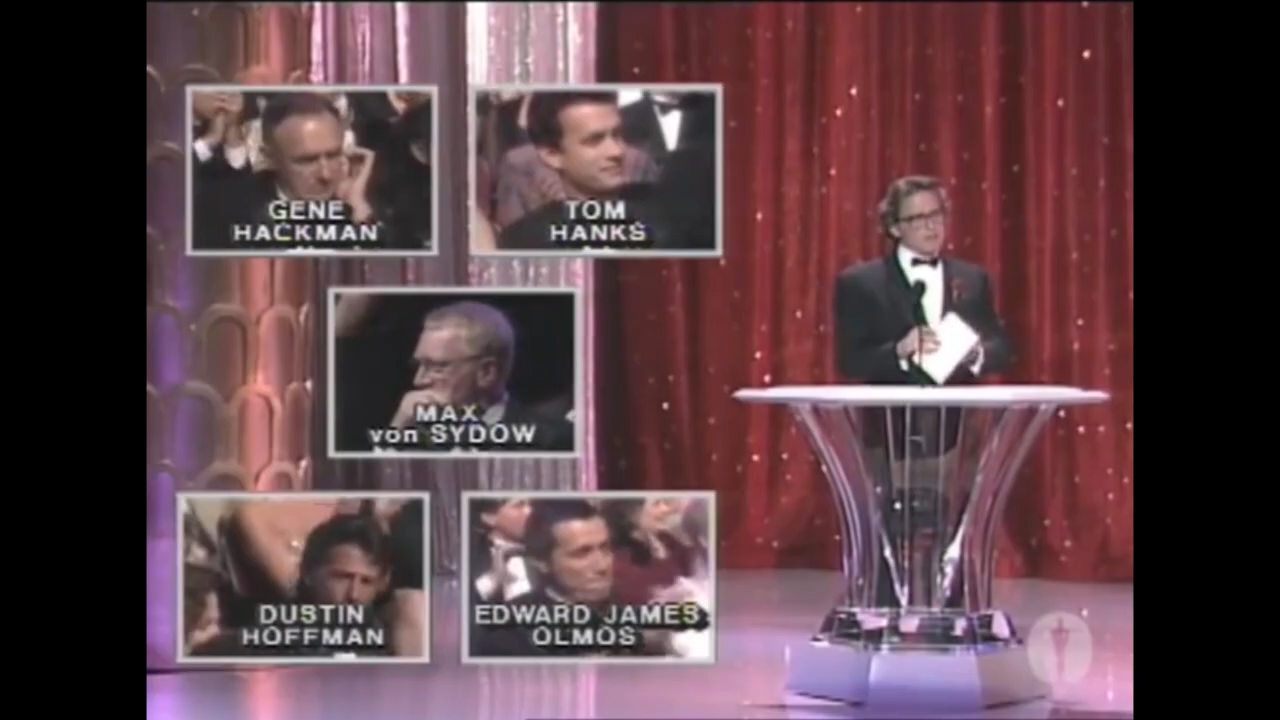 GENE
HACKMAN
TOM
HANKS
MAX
von SYDOW
DUSTIN
HOFFMAN
EDWARD JAMES
OLMOS